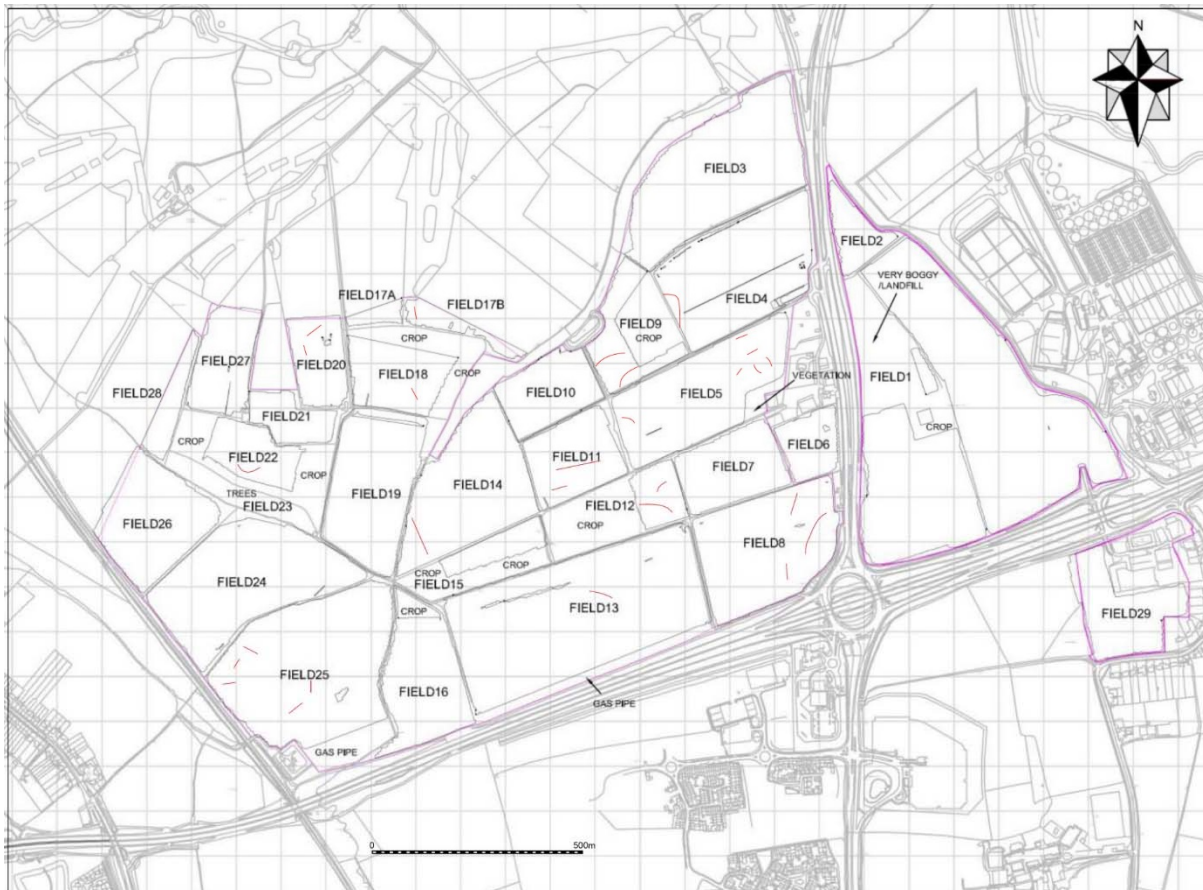 N
FIELD3
FIELD2
VERY BOGGY
/LANDFILL
FIELD17A
FIELD17B
FIELD4
FIELD9
CROP
CROP
FIELD27
FIELD20
FIELD18
CROP
FIELD10
FIELD5
VEGETATION
FIELD1
FIELD28
FIELD21
CROP
CROP
FIELD6
FIELD22
FIELD11
FIELD7
CROP
FIELD14
FIELD19
TREES
FIELD23
FIELD12
CROP
FIELD26
FIELD8
FIELD24
CROP
CROP
FIELD15
CROP
FIELD13
FIELD29
FIELD25
FIELD16
GAS PIPE
GAS PIPE
0
500m